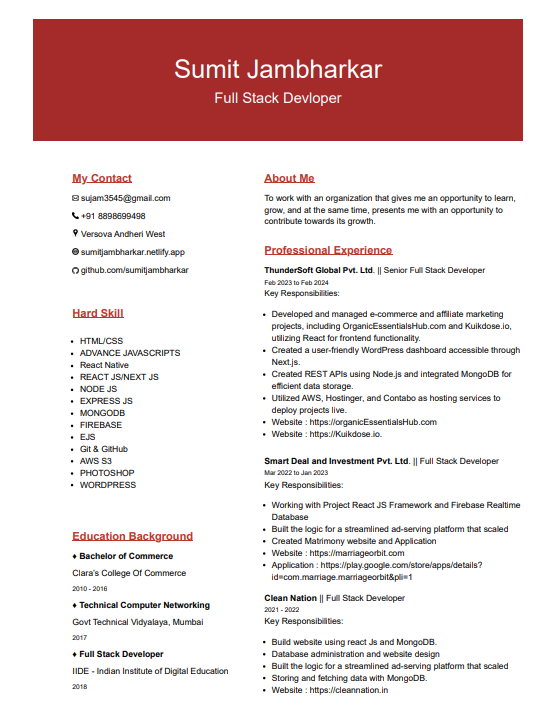 Sumit Jambharkar
Full Stack Devloper
My Contact
sujam3545@gmail.com
+91 8898699498
Versova Andheri West
sumitjambharkar.netlify.app
github.com/sumitjambharkar
Hard Skill
HTML/CSS
ADVANCE JAVASCRIPTS
React Native
REACT JS/NEXT JS
NODE JS
EXPRESS JS
MONGODB
FIREBASE
EJS
Git & GitHub
AWS S3
PHOTOSHOP
WORDPRESS
Education Background
♦ Bachelor of Commerce
Clara's College Of Commerce
2010 - 2016
♦ Technical Computer Networking
Govt Technical Vidyalaya, Mumbai
2017
♦ Full Stack Developer
IIDE - Indian Institute of Digital Education
2018
About Me
To work with an organization that gives me an opportunity to learn,
grow, and at the same time, presents me with an opportunity to
contribute towards its growth.
Professional Experience
ThunderSoft Global Pvt. Ltd. || Senior Full Stack Developer
Feb 2023 to Feb 2024
Key Responsibilities:
• Developed and managed e-commerce and affiliate marketing
projects, including OrganicEssentialsHub.com and Kuikdose.io,
utilizing React for frontend functionality.
• Created a user-friendly WordPress dashboard accessible through
Next.js.
• Created REST APIs using Node.js and integrated MongoDB for
efficient data storage.
• Utilized AWS, Hostinger, and Contabo as hosting services to
deploy projects live.
• Website : https://organicEssentialsHub.com
• Website : https://Kuikdose.io.
Smart Deal and Investment Pvt. Ltd. || Full Stack Developer
Mar 2022 to Jan 2023
Key Responsibilities:
• Working with Project React JS Framework and Firebase Realtime
Database
• Built the logic for a streamlined ad-serving platform that scaled
• Created Matrimony website and Application
• Website : https://marriageorbit.com
• Application : https://play.google.com/store/apps/details?
id=com.marriage.marriageorbit&pli=1
Clean Nation || Full Stack Developer
2021 - 2022
Key Responsibilities:
• Build website using react Js and MongoDB.
• Database administration and website design
• Built the logic for a streamlined ad-serving platform that scaled
• Storing and fetching data with MongoDB.
• Website : https://cleannation.in